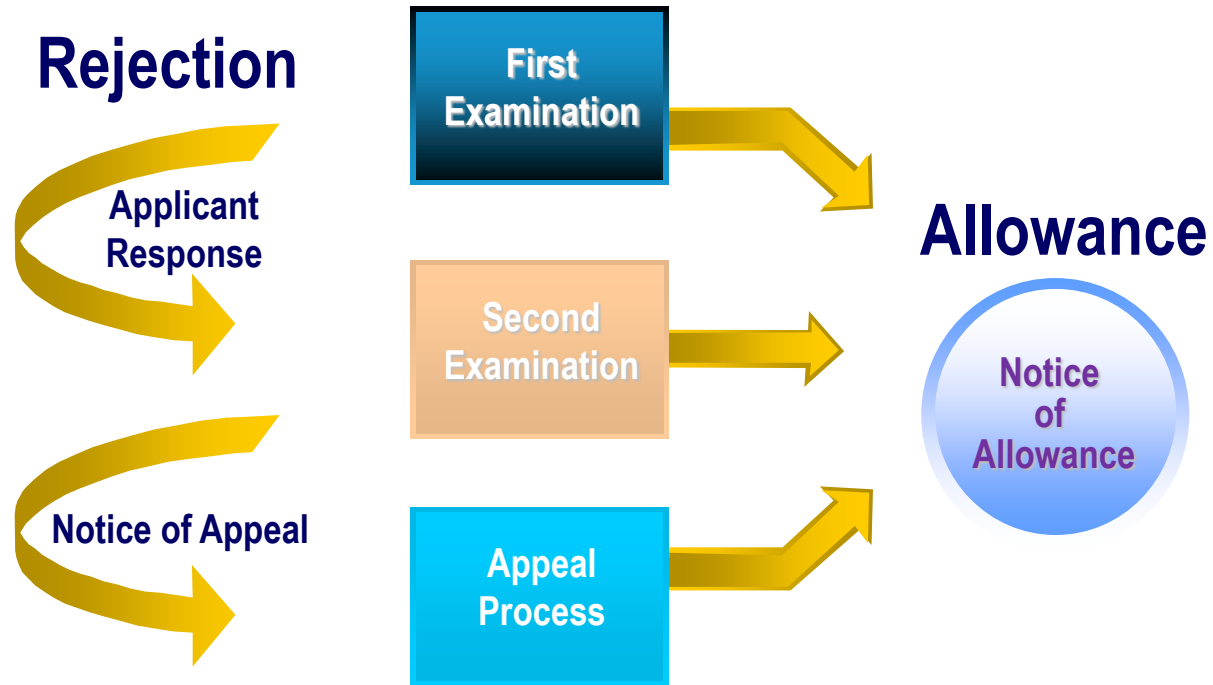 Rejection
Applicant
Response
Notice of Appeal
First
Examination
Second
Examination
Appeal
Process
Allowance
Notice
of
Allowance